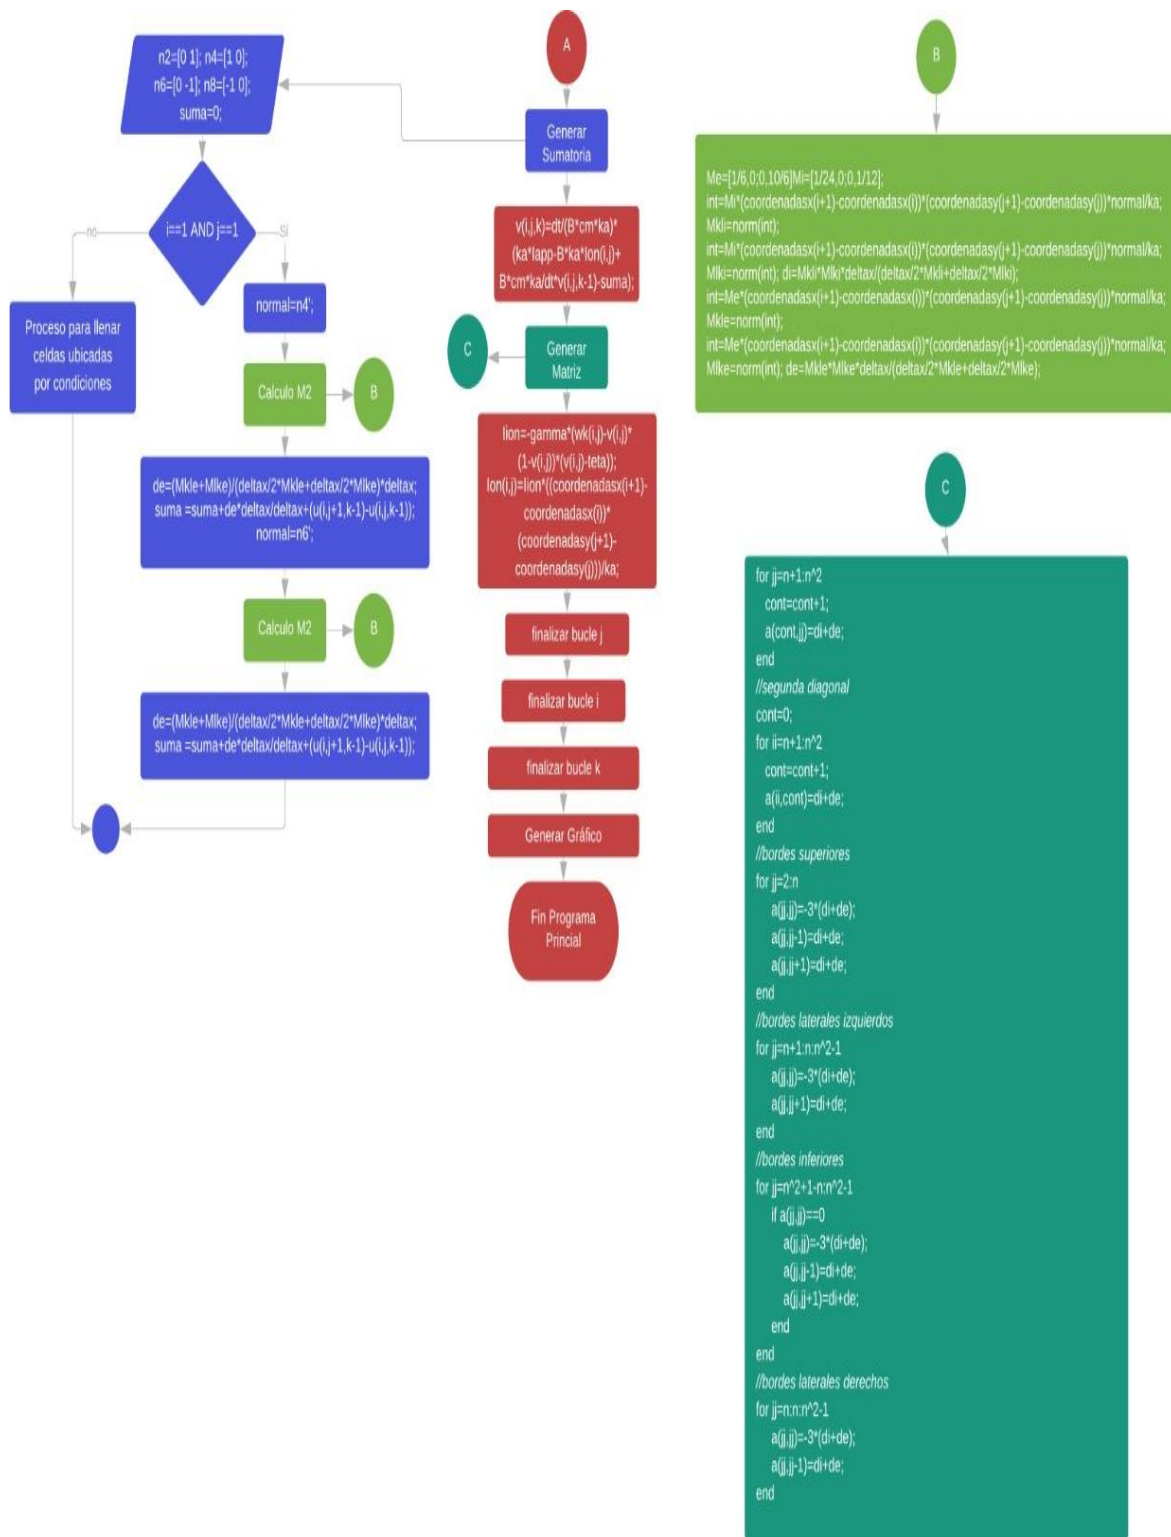 n2=[0 1]; n4=[1 0];
n6=[0 -1]; n8=[-1 0];
suma=0;
i==1 AND j==1
no
Si
Proceso para llenar
celdas ubicadas
por condiciones
normal=n4';
Calculo M2
B
de=(Mkle+Mlke)/(deltax/2*Mkle+deltax/2*Mlke)*deltax;
suma =suma+de*deltax/deltax+(u(i,j+1,k-1)-u(i,j,k-1));
normal=n6';
Calculo M2
B
de=(Mkle+Mlke)/(deltax/2*Mkle+deltax/2*Mlke)*deltax;
suma =suma+de*deltax/deltax+(u(i,j+1,k-1)-u(i,j,k-1));
A
Generar
Sumatoria
v(i,j,k)=dt/(B*cm*ka)*
(ka*Iapp-B*ka*Ion(i,j)+
B*cm*ka/dt*v(i,j,k-1)-suma);
C
Generar
Matriz
Iion=-gamma*(wk(i,j)-v(i,j)*
(1-v(i,j))*(v(i,j)-teta));
Ion(i,j)=Iion*((coordenadasx(i+1)-
coordenadasx(i))*
(coordenadasy(j+1)-
coordenadasy(j)))/ka;
finalizar bucle j
finalizar bucle i
finalizar bucle k
Generar Gráfico
Fin Programa
Princial
B
Me=[1/6,0;0,10/6]Mi=[1/24,0;0,1/12];
int=Mi*(coordenadasx(i+1)-coordenadasx(i))*(coordenadasy(j+1)-coordenadasy(j))*normal/ka;
Mkli=norm(int);
int=Mi*(coordenadasx(i+1)-coordenadasx(i))*(coordenadasy(j+1)-coordenadasy(j))*normal/ka;
Mlki=norm(int); di=Mkli*Mlki*deltax/(deltax/2*Mkli+deltax/2*Mlki);
int=Me*(coordenadasx(i+1)-coordenadasx(i))*(coordenadasy(j+1)-coordenadasy(j))*normal/ka;
Mkle=norm(int);
int=Me*(coordenadasx(i+1)-coordenadasx(i))*(coordenadasy(j+1)-coordenadasy(j))*normal/ka;
Mlke=norm(int); de=Mkle*Mlke*deltax/(deltax/2*Mkle+deltax/2*Mlke);
C
for jj=n+1:n^2
cont=cont+1;
a(cont,jj)=di+de;
end
//segunda diagonal
cont=0;
for ii=n+1:n^2
cont=cont+1;
a(ii,cont)=di+de;
end
//bordes superiores
for jj=2:n
a(jj,jj)=-3*(di+de);
a(jj,jj-1)=di+de;
a(jj,jj+1)=di+de;
end
//bordes laterales izquierdos
for jj=n+1:n:n^2-1
a(jj,jj)=-3*(di+de);
a(jj,jj+1)=di+de;
end
//bordes inferiores
for jj=n^2+1-n:n^2-1
if a(jj,jj)==0
a(jj,jj)=-3*(di+de);
a(jj,jj-1)=di+de;
a(jj,jj+1)=di+de;
end
end
//bordes laterales derechos
for jj=n:n:n^2-1
a(jj,jj)=-3*(di+de);
a(jj,jj-1)=di+de;
end